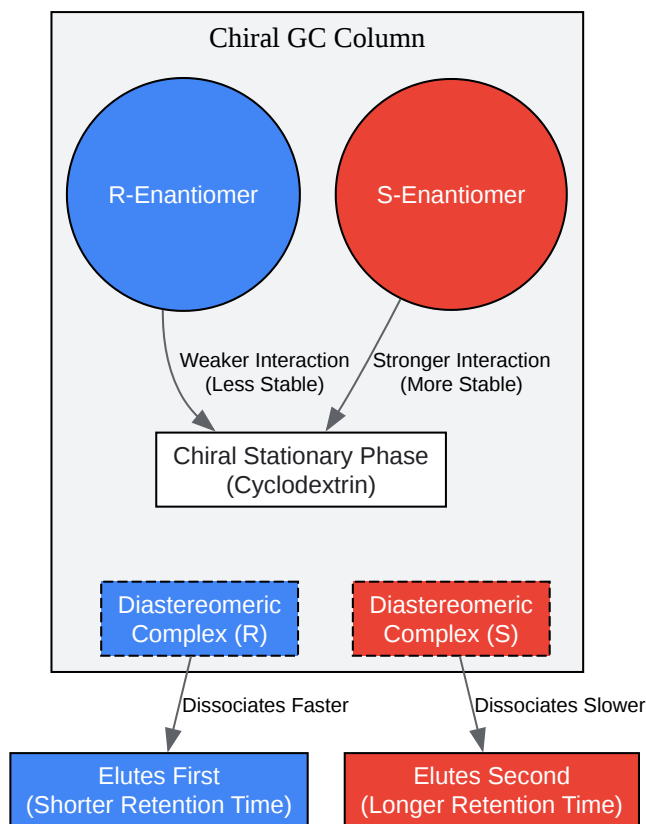 Chiral GC Column
R-Enantiomer
S-Enantiomer
Weaker Interaction
(Less Stable)
Stronger Interaction
(More Stable)
Chiral Stationary Phase
(Cyclodextrin)
Diastereomeric
Complex (R)
Diastereomeric
Complex (S)
Dissociates Faster
Dissociates Slower
Elutes First
(Shorter Retention Time)
Elutes Second
(Longer Retention Time)